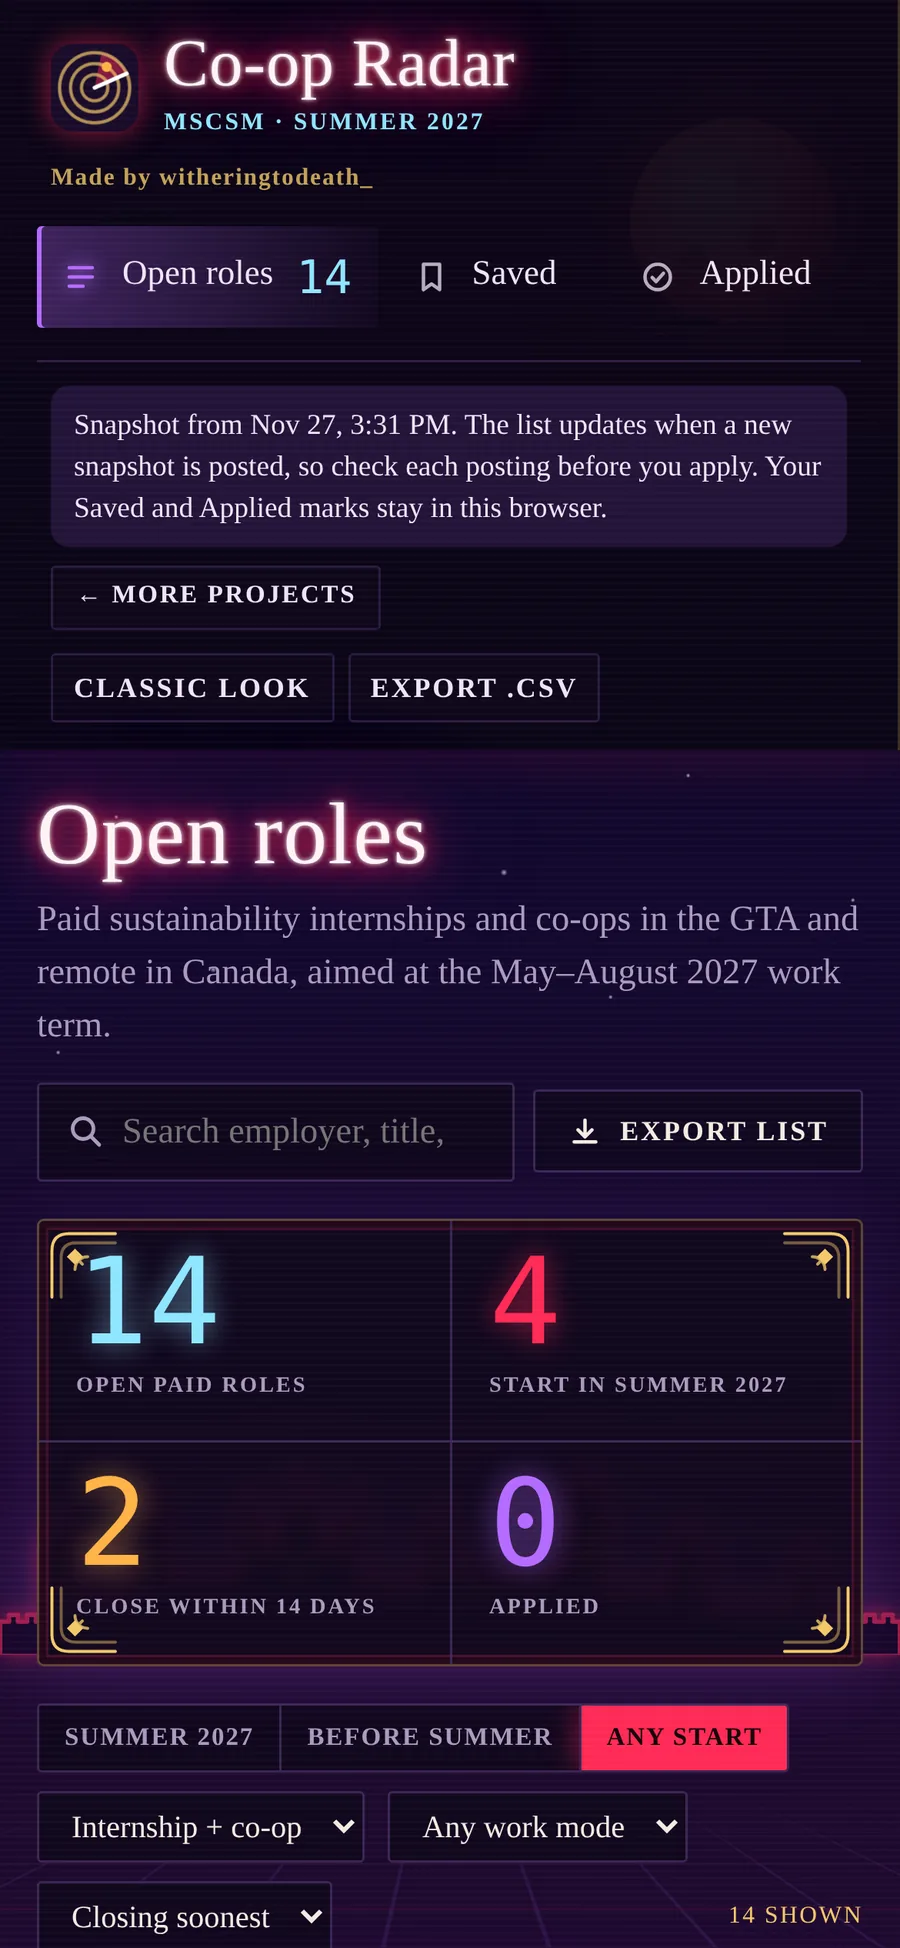 Co-op Radar
MSCSM · SUMMER 2027
Made by witheringtodeath_
Open roles 14 Saved Applied
Snapshot from Nov 27, 3:31 PM. The list updates when a new
snapshot is posted, so check each posting before you apply. Your
Saved and Applied marks stay in this browser.
← MORE PROJECTS
CLASSIC LOOK EXPORT .CSV
Open roles
Paid sustainability internships and co-ops in the GTA and
remote in Canada, aimed at the May–August 2027 work
term.
Search employer, title, EXPORT LIST
14 4
OPEN PAID ROLES START IN SUMMER 2027
2 0
CLOSE WITHIN 14 DAYS APPLIED
SUMMER 2027 BEFORE SUMMER ANY START
Internship + co-op Any work mode
Closing soonest 14 SHOWN